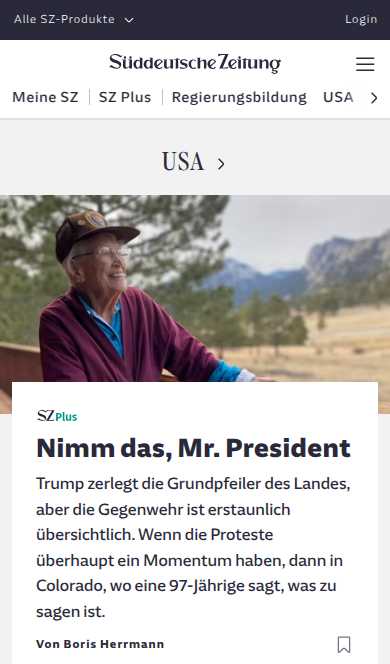 Alle SZ-Produkte
Login
Süddeutsche Zeitung
Meine SZ
SZ Plus
Regierungsbildung
USA
USA
SZ Plus
Nimm das, Mr. President
Trump zerlegt die Grundpfeiler des Landes,
aber die Gegenwehr ist erstaunlich
übersichtlich. Wenn die Proteste
überhaupt ein Momentum haben, dann in
Colorado, wo eine 97-Jährige sagt, was zu
sagen ist.
Von Boris Herrmann